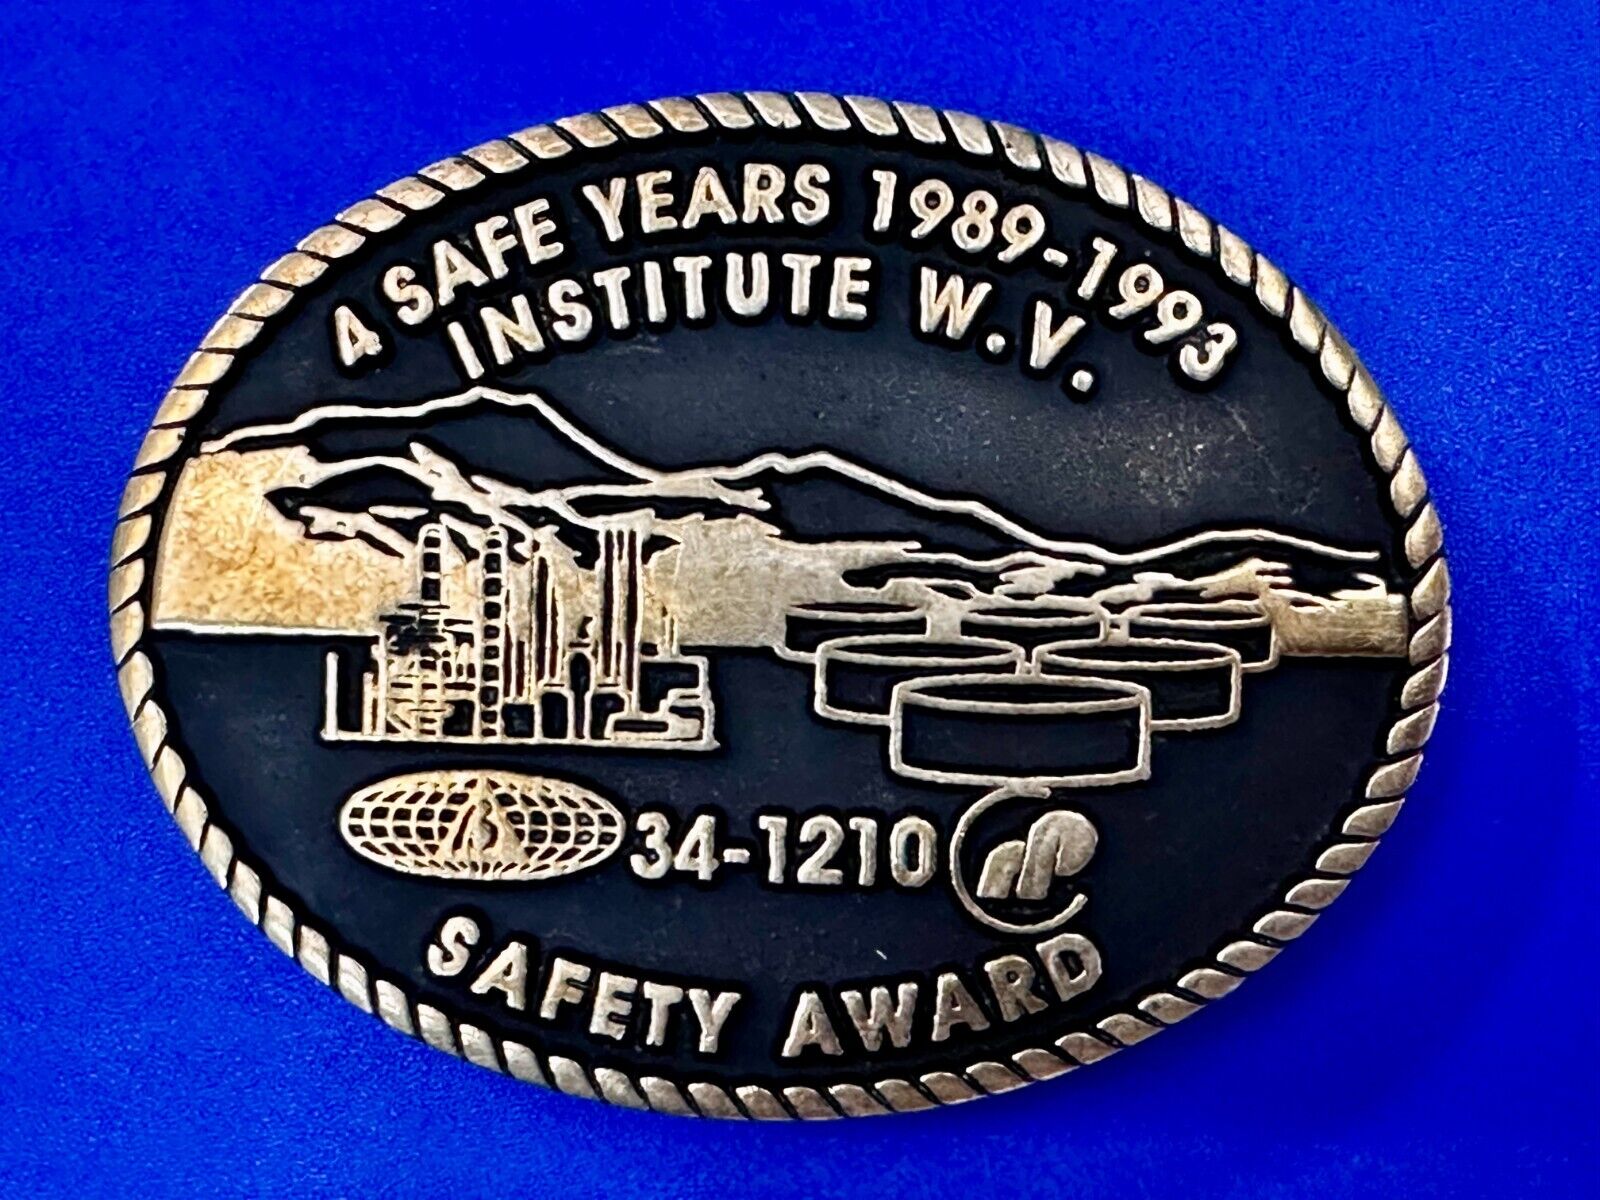 4 SAFE YEARS 1989-1993
INSTITUTE W.V.
34-1210
SAFETY AWARD